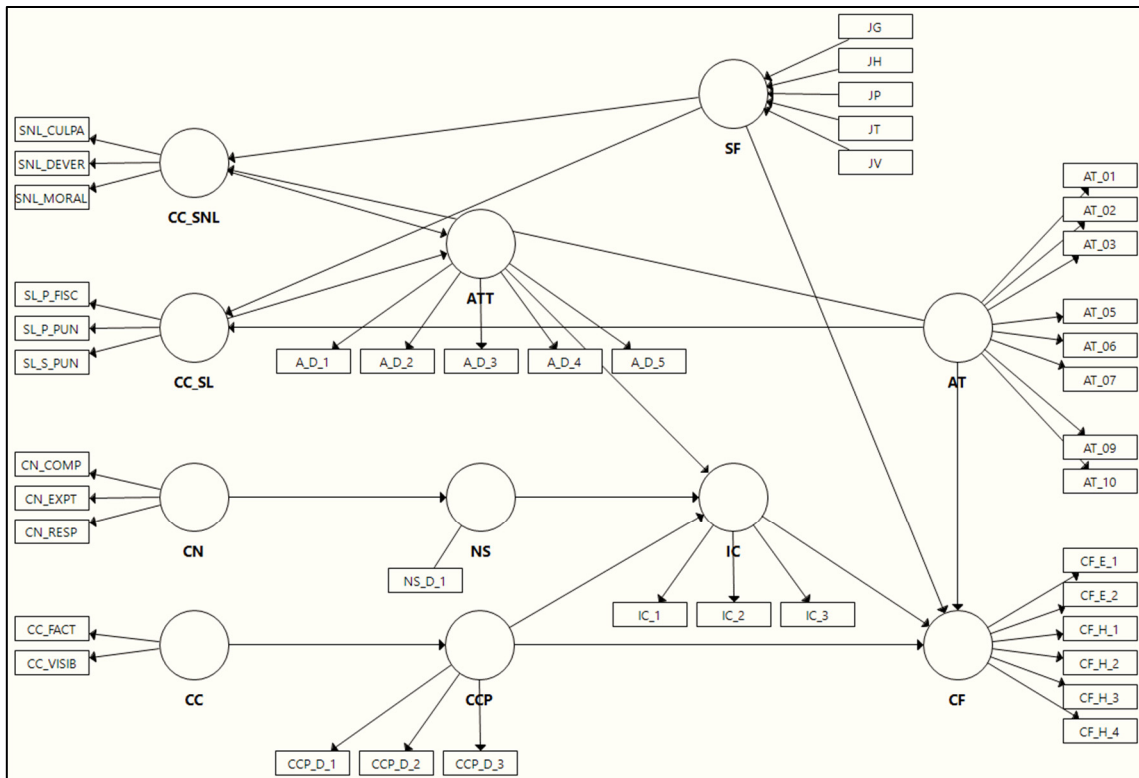 JG
JH
JP
JT
JV
SF
SNL_CULPA
SNL_DEVER
SNL_MORAL
CC_SNL
AT_01
AT_02
AT_03
AT_05
AT_06
AT_07
AT_09
AT_10
AT
ATT
A_D_1
A_D_2
A_D_3
A_D_4
A_D_5
SL_P_FISC
SL_P_PUN
SL_S_PUN
CC_SL
CN_COMP
CN_EXPT
CN_RESP
CN
NS
NS_D_1
IC
IC_1
IC_2
IC_3
CC_FACT
CC_VISIB
CC
CCP
CCP_D_1
CCP_D_2
CCP_D_3
CF
CF_E_1
CF_E_2
CF_H_1
CF_H_2
CF_H_3
CF_H_4